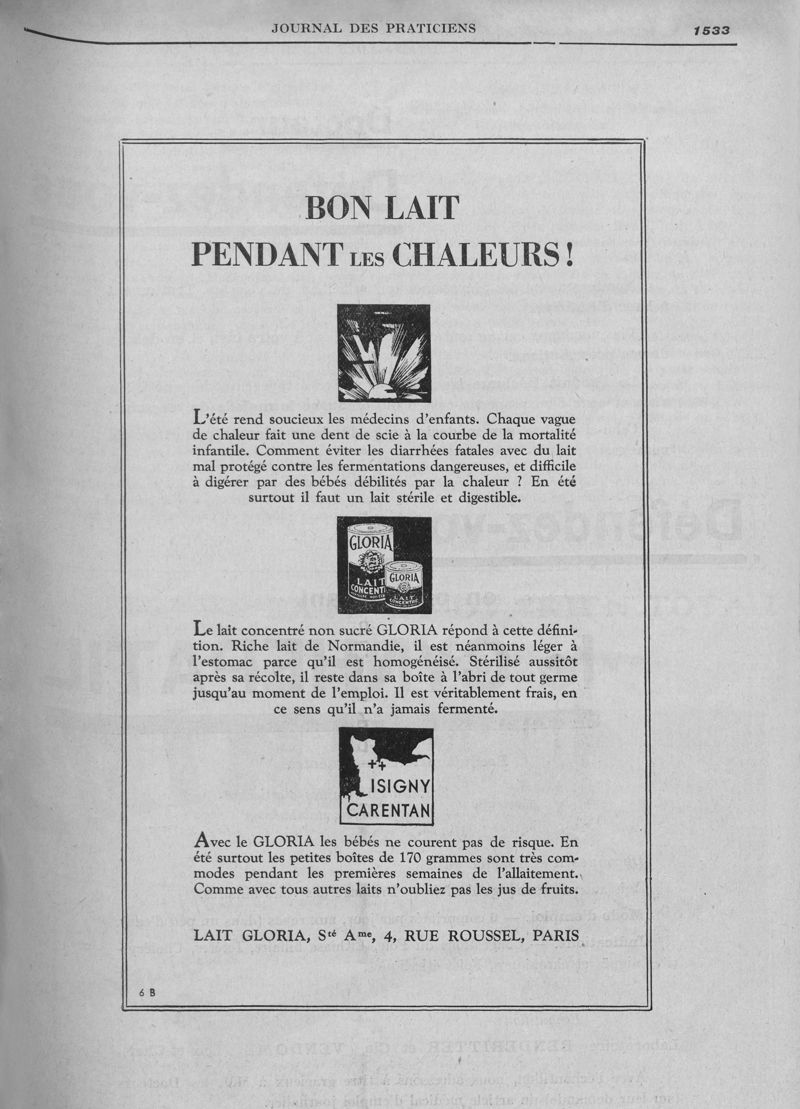 JOURNAL DES PRATICIENS
1533
BON LAIT
PENDANT LES CHALEURS !
L'été rend soucieux les médecins d'enfants. Chaque vague
de chaleur fait une dent de scie à la courbe de la mortalité
infantile. Comment éviter les diarrhées fatales avec du lait
mal protégé contre les fermentations dangereuses, et difficile
à digérer par des bébés débilités par la chaleur ? En été
surtout il faut un lait stérile et digestible.
GLORIA
LAIT
CONCENT
GLORIA
LAIT
CONCENTRÉ
Le lait concentré non sucré GLORIA répond à cette défini-
tion. Riche lait de Normandie, il est néanmoins léger à
l'estomac parce qu'il est homogénéisé. Stérilisé aussitôt
après sa récolte, il reste dans sa boîte à l'abri de tout germe
jusqu'au moment de l'emploi. Il est véritablement frais, en
ce sens qu'il n'a jamais fermenté.
ISIGNY
CARENTAN
Avec le GLORIA les bébés ne courent pas de risque. En
été surtout les petites boîtes de 170 grammes sont très com-
modes pendant les premières semaines de l'allaitement.
Comme avec tous autres laits n'oubliez pas les jus de fruits.
LAIT GLORIA, Sté Ame, 4, RUE ROUSSEL, PARIS
6 B